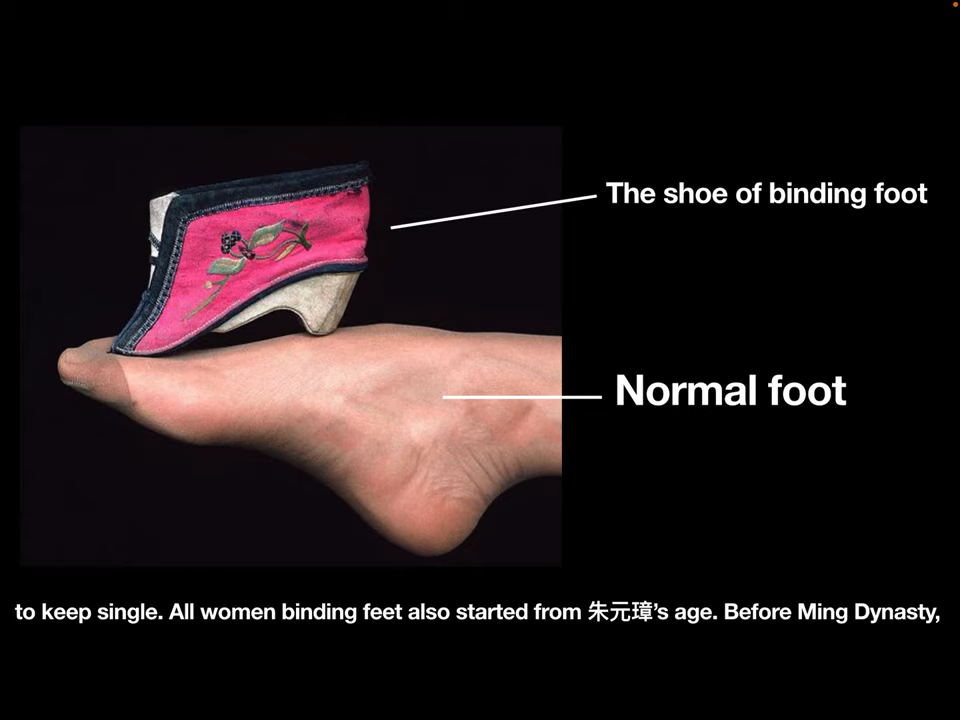 The shoe of binding foot
Normal foot
to keep single. All women binding feet also started from 朱元璋’s age. Before Ming Dynasty,